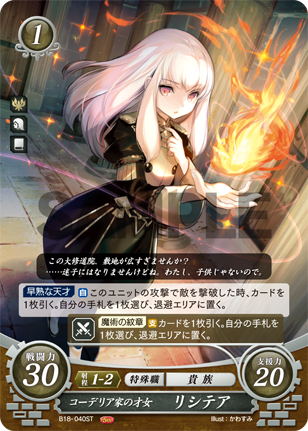 1
この大修道院、敷地が広すぎませんか?
……迷子にはなりませんけどね。わたし、子供じゃないので。
早熟な天才 自 このユニットの攻撃で敵を撃破した時、カードを
1枚引く。自分の手札を1枚選び、退避エリアに置く。
魔術の紋章 支 カードを1枚引く。自分の手札を
1枚選び、退避エリアに置く。
戦闘力
30
射程 1-2 特殊職 貴族
支援力
20
コーデリア家の才女 リシテア
B18-040ST
Illust:かわすみ